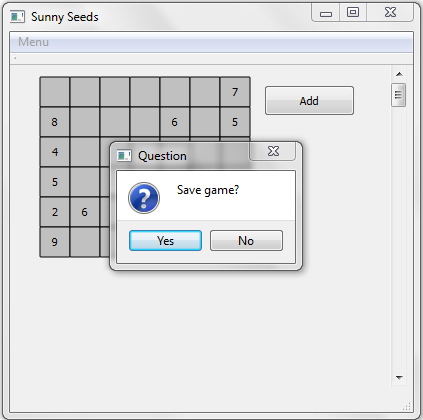 Sunny Seeds
Menu
7
Add
8 6 5
4
5
2 6
9
Question
Save game?
Yes No